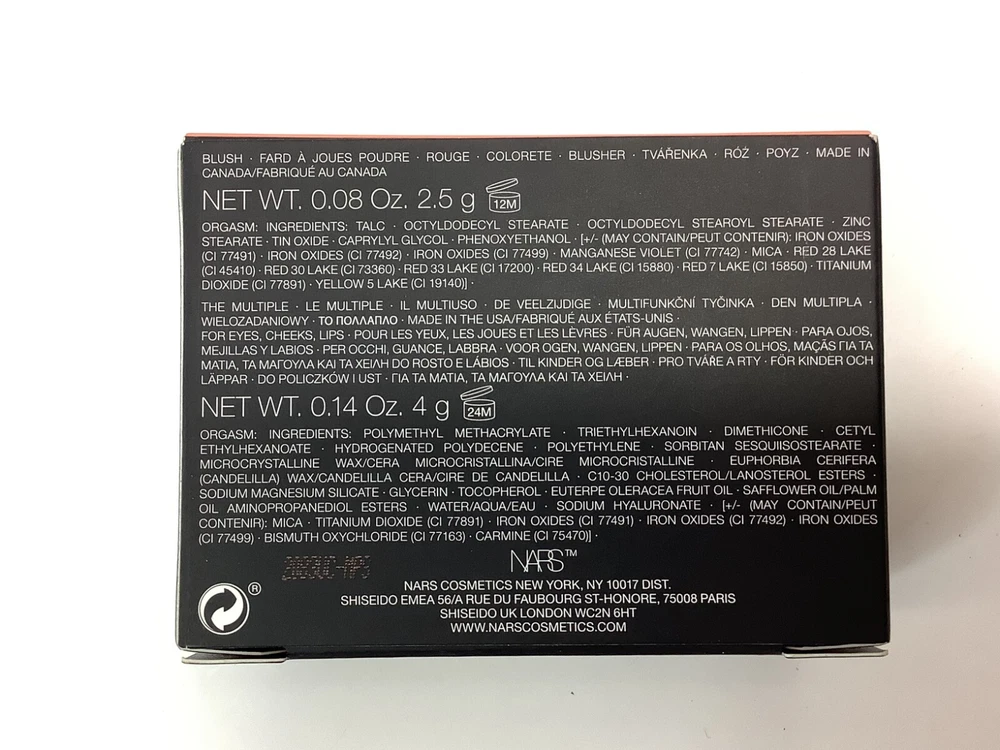 BLUSH · FARD À JOUES POUDRE · ROUGE · COLORETE · BLUSHER · TVÁŘENKA · RÓŻ · ΡΟΥΖ · MADE IN
CANADA/FABRIQUÉ AU CANADA
NET WT. 0.08 Oz. 2.5 g 12M
ORGASM: INGREDIENTS: TALC · OCTYLDODECYL STEARATE · OCTYLDODECYL STEAROYL STEARATE · ZINC
STEARATE · TIN OXIDE · CAPRYLYL GLYCOL · PHENOXYETHANOL · [+/- (MAY CONTAIN/PEUT CONTENIR): IRON OXIDES
(CI 77491) · IRON OXIDES (CI 77492) · IRON OXIDES (CI 77499) · MANGANESE VIOLET (CI 77742) · MICA · RED 28 LAKE
(CI 45410) · RED 30 LAKE (CI 73360) · RED 33 LAKE (CI 17200) · RED 34 LAKE (CI 15880) · RED 7 LAKE (CI 15850) · TITANIUM
DIOXIDE (CI 77891) · YELLOW 5 LAKE (CI 19140)] ·
THE MULTIPLE · LE MULTIPLE · IL MULTIUSO · DE VEELZIJDIGE · MULTIFUNKČNÍ TYČINKA · DEN MULTIPLA ·
WIELOZADANIOWY · ΤΟ ΠΟΛΛΑΠΛΟ · MADE IN THE USA/FABRIQUÉ AUX ÉTATS-UNIS ·
FOR EYES, CHEEKS, LIPS · POUR LES YEUX, LES JOUES ET LES LÈVRES · FÜR AUGEN, WANGEN, LIPPEN · PARA OJOS,
MEJILLAS Y LABIOS · PER OCCHI, GUANCE, LABBRA · VOOR OGEN, WANGEN, LIPPEN · PARA OS OLHOS, MAÇÃS ΓΙΑ ΤΑ
ΜΑΤΙΑ, ΤΑ ΜΑΓΟΥΛΑ ΚΑΙ ΤΑ ΧΕΙΛΗ DO ROSTO E LÁBIOS · TIL KINDER OG LÆBER · PRO TVÁŘE A RTY · FÖR KINDER OCH
LÄPPAR · DO POLICZKÓW I UST · ΓΙΑ ΤΑ ΜΑΤΙΑ, ΤΑ ΜΑΓΟΥΛΑ ΚΑΙ ΤΑ ΧΕΙΛΗ ·
NET WT. 0.14 Oz. 4 g 24M
ORGASM: INGREDIENTS: POLYMETHYL METHACRYLATE · TRIETHYLHEXANOIN · DIMETHICONE · CETYL
ETHYLHEXANOATE · HYDROGENATED POLYDECENE · POLYETHYLENE · SORBITAN SESQUIISOSTEARATE ·
MICROCRYSTALLINE WAX/CERA MICROCRISTALLINA/CIRE MICROCRISTALLINE · EUPHORBIA CERIFERA
(CANDELILLA) WAX/CANDELILLA CERA/CIRE DE CANDELILLA · C10-30 CHOLESTEROL/LANOSTEROL ESTERS ·
SODIUM MAGNESIUM SILICATE · GLYCERIN · TOCOPHEROL · EUTERPE OLERACEA FRUIT OIL · SAFFLOWER OIL/PALM
OIL AMINOPROPANEDIOL ESTERS · WATER/AQUA/EAU · SODIUM HYALURONATE · [+/- (MAY CONTAIN/PEUT
CONTENIR): MICA · TITANIUM DIOXIDE (CI 77891) · IRON OXIDES (CI 77491) · IRON OXIDES (CI 77492) · IRON OXIDES
(CI 77499) · BISMUTH OXYCHLORIDE (CI 77163) · CARMINE (CI 75470)] ·
NARS™
NARS COSMETICS NEW YORK, NY 10017 DIST.
SHISEIDO EMEA 56/A RUE DU FAUBOURG ST-HONORE, 75008 PARIS
SHISEIDO UK LONDON WC2N 6HT
WWW.NARSCOSMETICS.COM
®